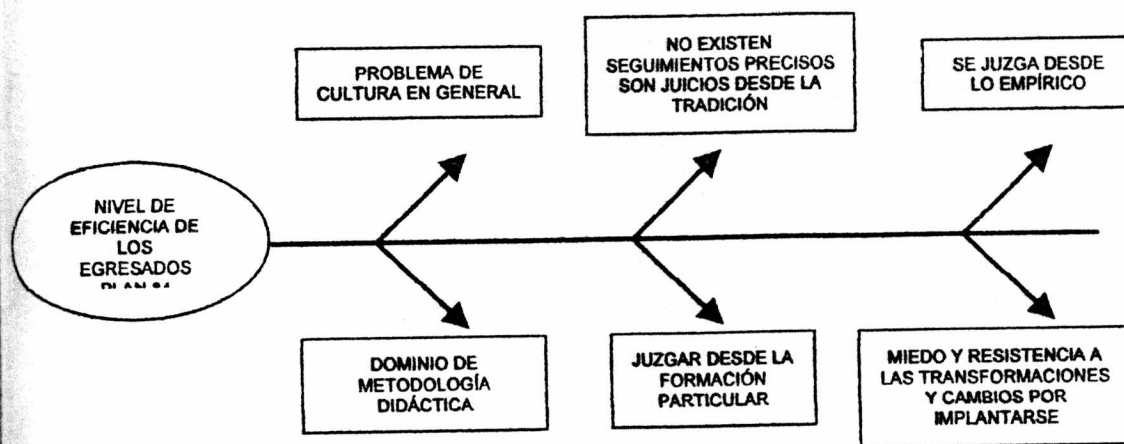 PROBLEMA DE
CULTURA EN GENERAL
NO EXISTEN
SEGUIMIENTOS PRECISOS
SON JUICIOS DESDE LA
TRADICIÓN
SE JUZGA DESDE
LO EMPÍRICO
NIVEL DE
EFICIENCIA DE
LOS
EGRESADOS
PLAN
DOMINIO DE
METODOLOGÍA
DIDÁCTICA
JUZGAR DESDE LA
FORMACIÓN
PARTICULAR
MIEDO Y RESISTENCIA A
LAS TRANSFORMACIONES
Y CAMBIOS POR
IMPLANTARSE